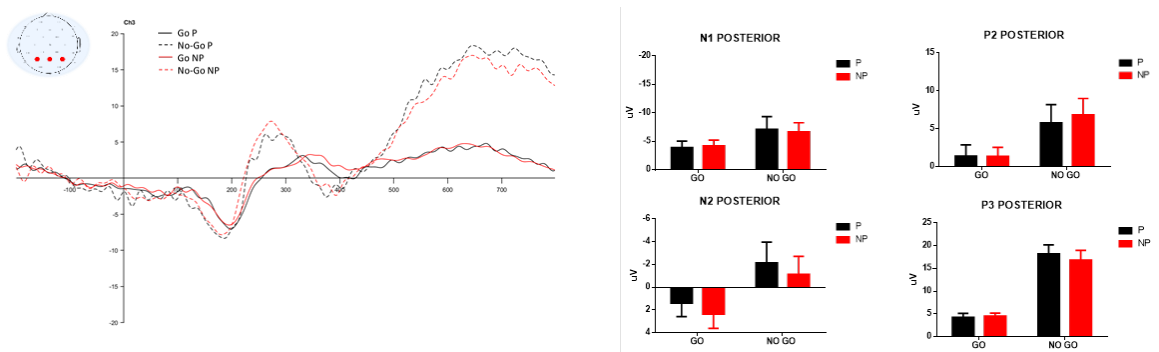 Ch3
20
15
10
5
-5
-10
-15
-20
-100
100
200
300
400
500
600
700
Go P
No-Go P
Go NP
No-Go NP
N1 POSTERIOR
uV
-20
-15
-10
-5
0
GO
NO GO
P
NP
P2 POSTERIOR
uV
15
10
5
0
GO
NO GO
P
NP
N2 POSTERIOR
uV
-6
-4
-2
0
2
4
GO
NO GO
P
NP
P3 POSTERIOR
uV
25
20
15
10
5
0
GO
NO GO
P
NP